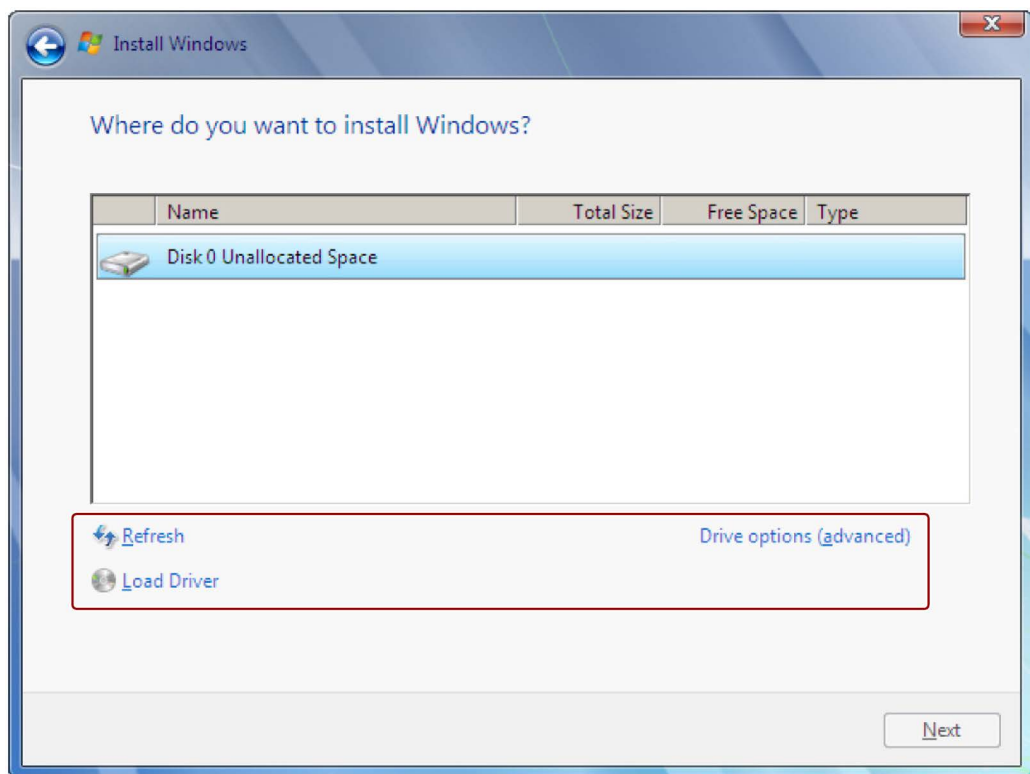 Install Windows
Where do you want to install Windows?
Name Total Size Free Space Type
Disk 0 Unallocated Space
Refresh Drive options (advanced)
Load Driver
Next